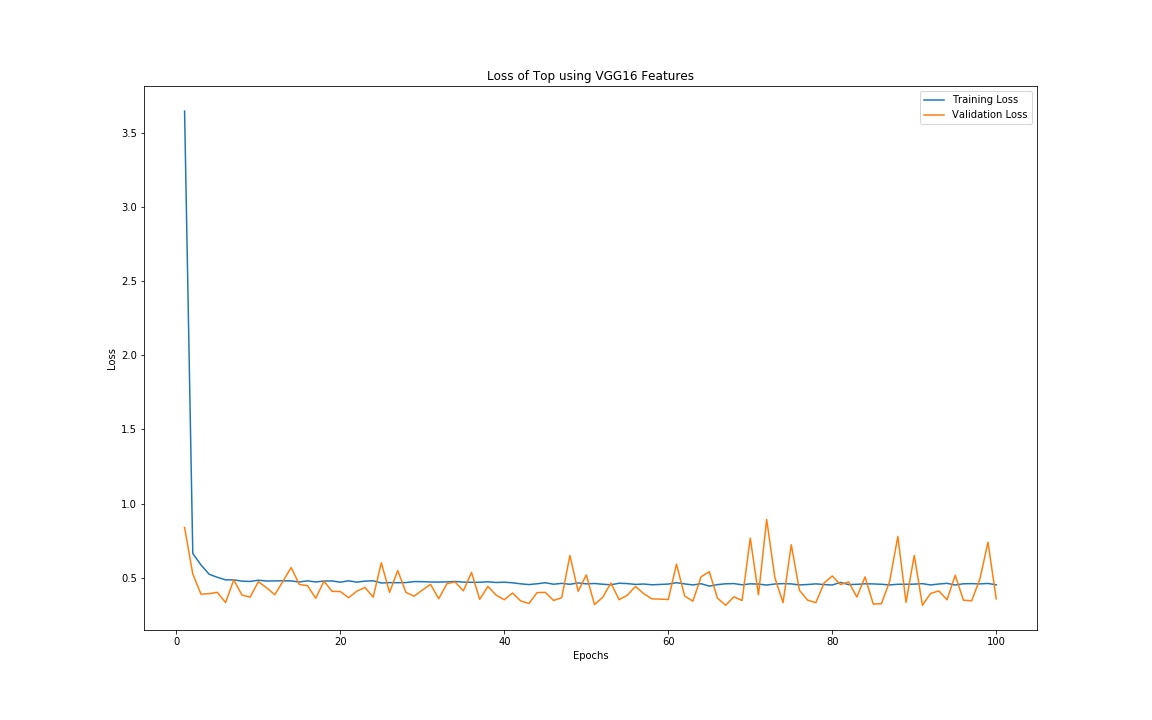 Loss of Top using VGG16 Features
Training Loss
Validation Loss
3.5
3.0
2.5
2.0
1.5
1.0
0.5
Loss
0
20
40
60
80
100
Epochs